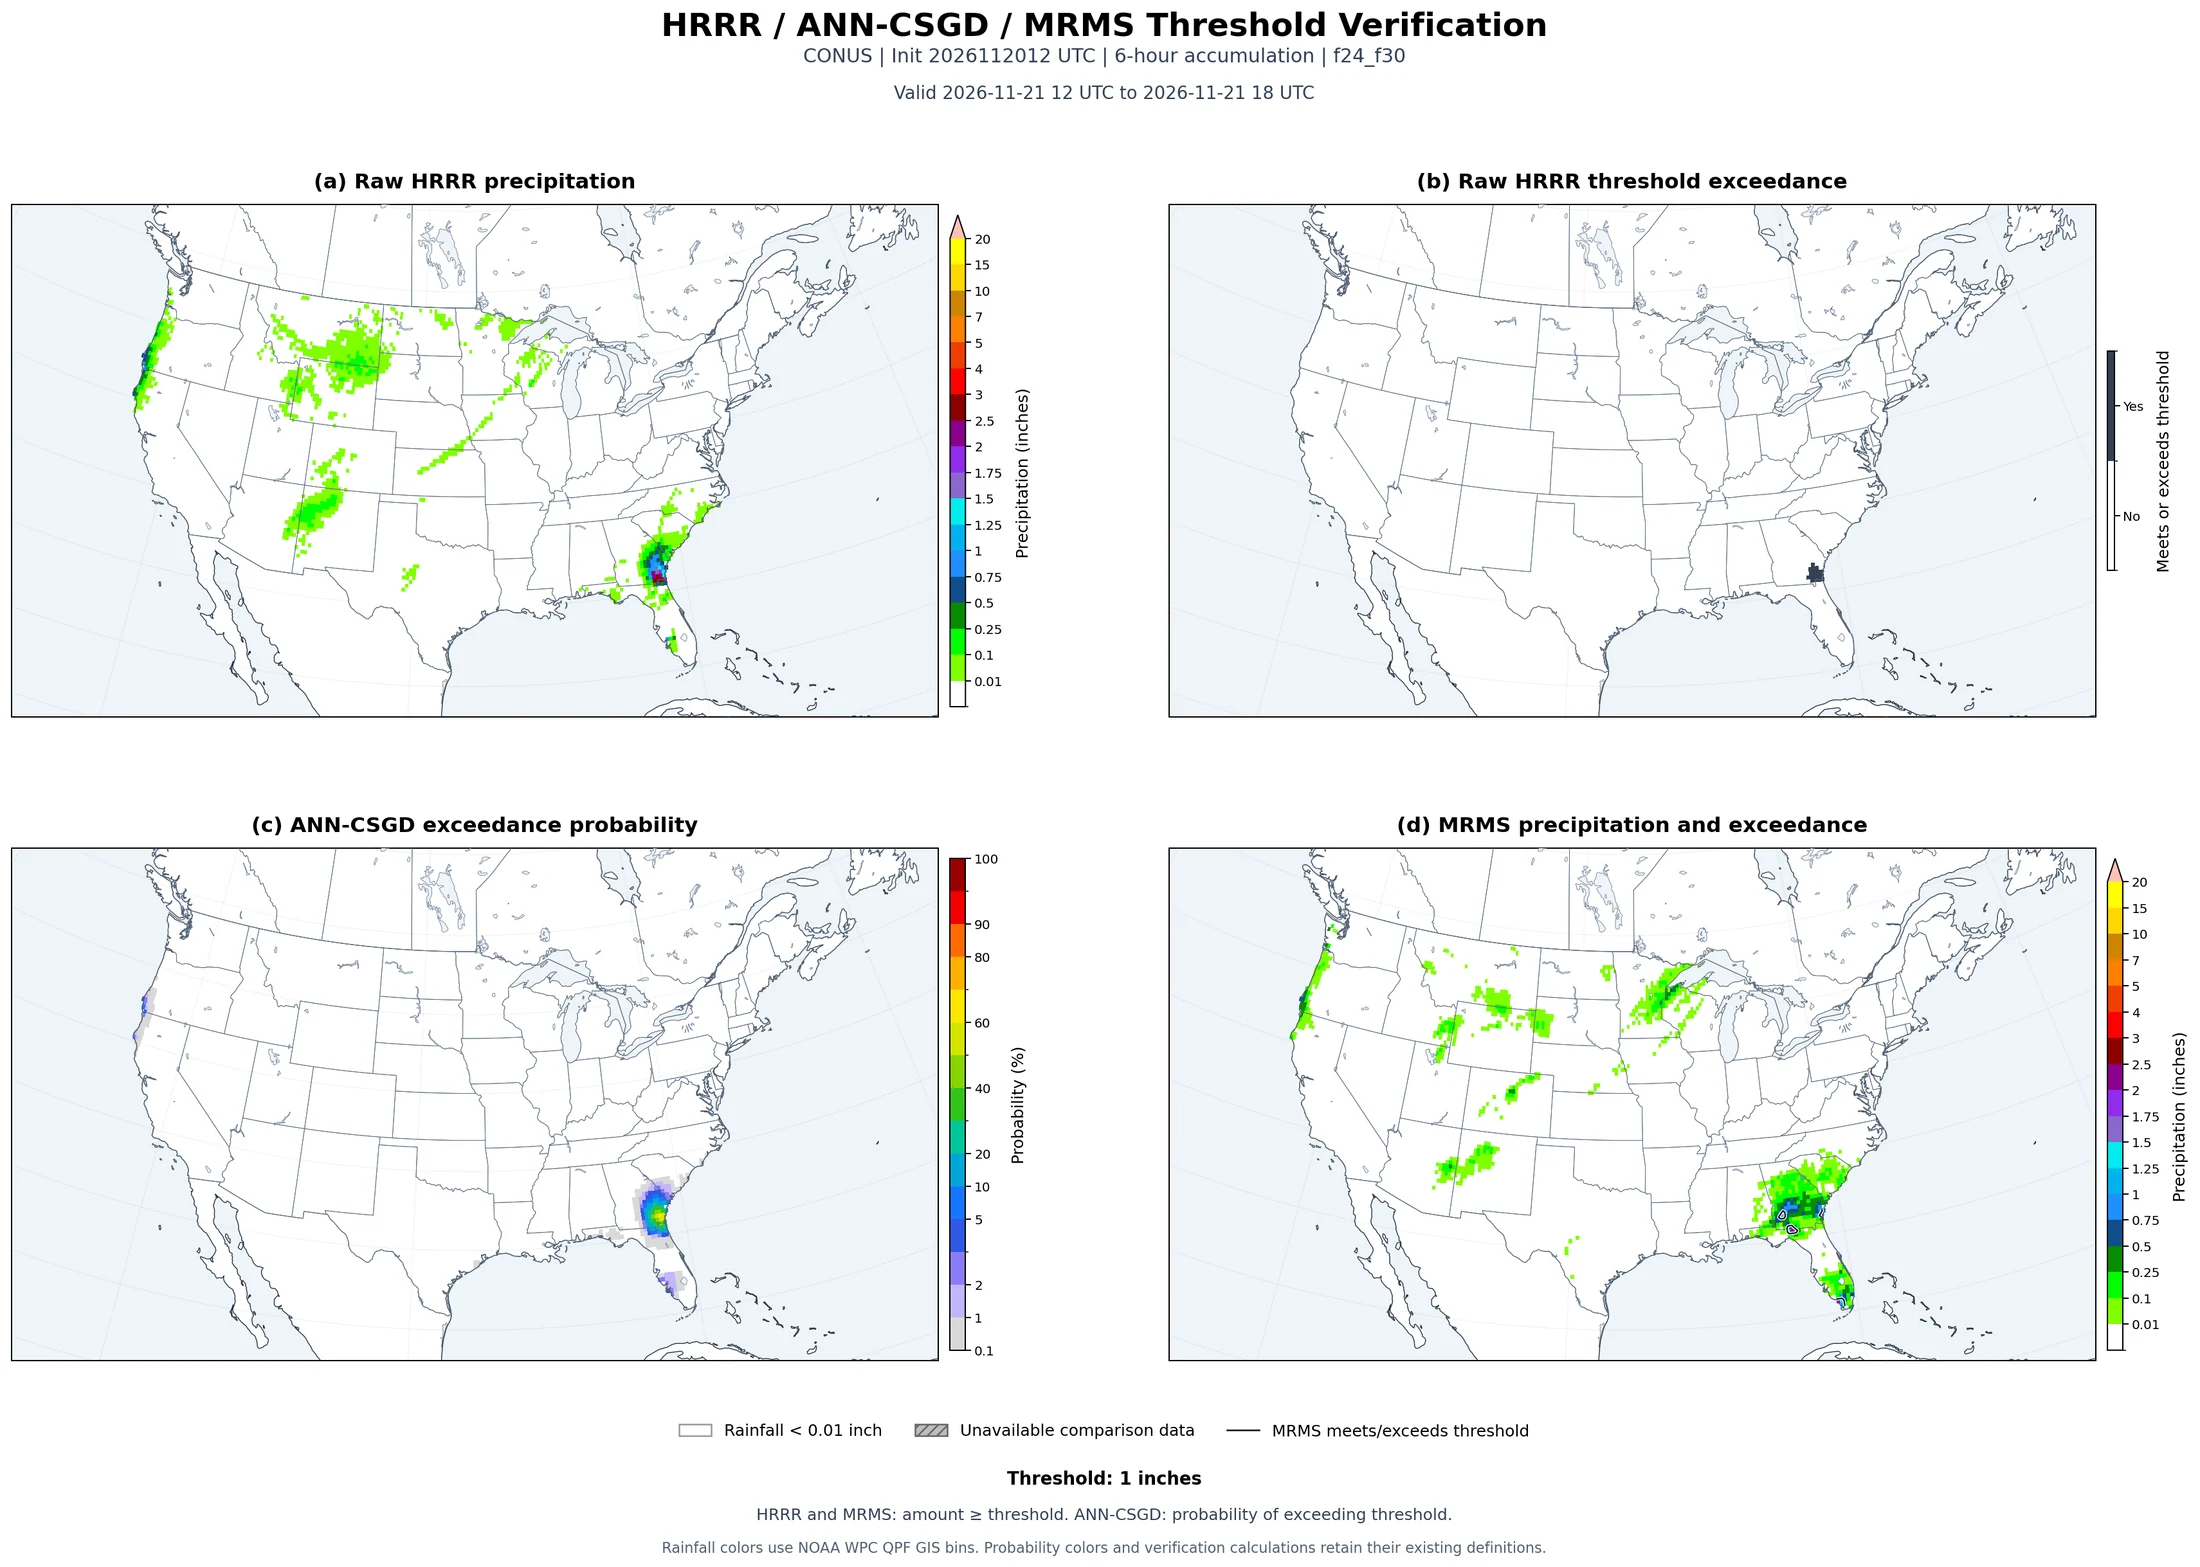 HRRR / ANN-CSGD / MRMS Threshold Verification
CONUS | Init 2026112012 UTC | 6-hour accumulation | f24_f30
Valid 2026-11-21 12 UTC to 2026-11-21 18 UTC
(a) Raw HRRR precipitation
20
15
10
7
5
4
3
2.5
2
1.75
1.5
1.25
1
0.75
0.5
0.25
0.1
0.01
Precipitation (inches)
(b) Raw HRRR threshold exceedance
Yes
No
Meets or exceeds threshold
(c) ANN-CSGD exceedance probability
100
90
80
60
40
20
10
5
2
1
0.1
Probability (%)
(d) MRMS precipitation and exceedance
20
15
10
7
5
4
3
2.5
2
1.75
1.5
1.25
1
0.75
0.5
0.25
0.1
0.01
Precipitation (inches)
Rainfall < 0.01 inch
Unavailable comparison data
MRMS meets/exceeds threshold
Threshold: 1 inches
HRRR and MRMS: amount ≥ threshold. ANN-CSGD: probability of exceeding threshold.
Rainfall colors use NOAA WPC QPF GIS bins. Probability colors and verification calculations retain their existing definitions.